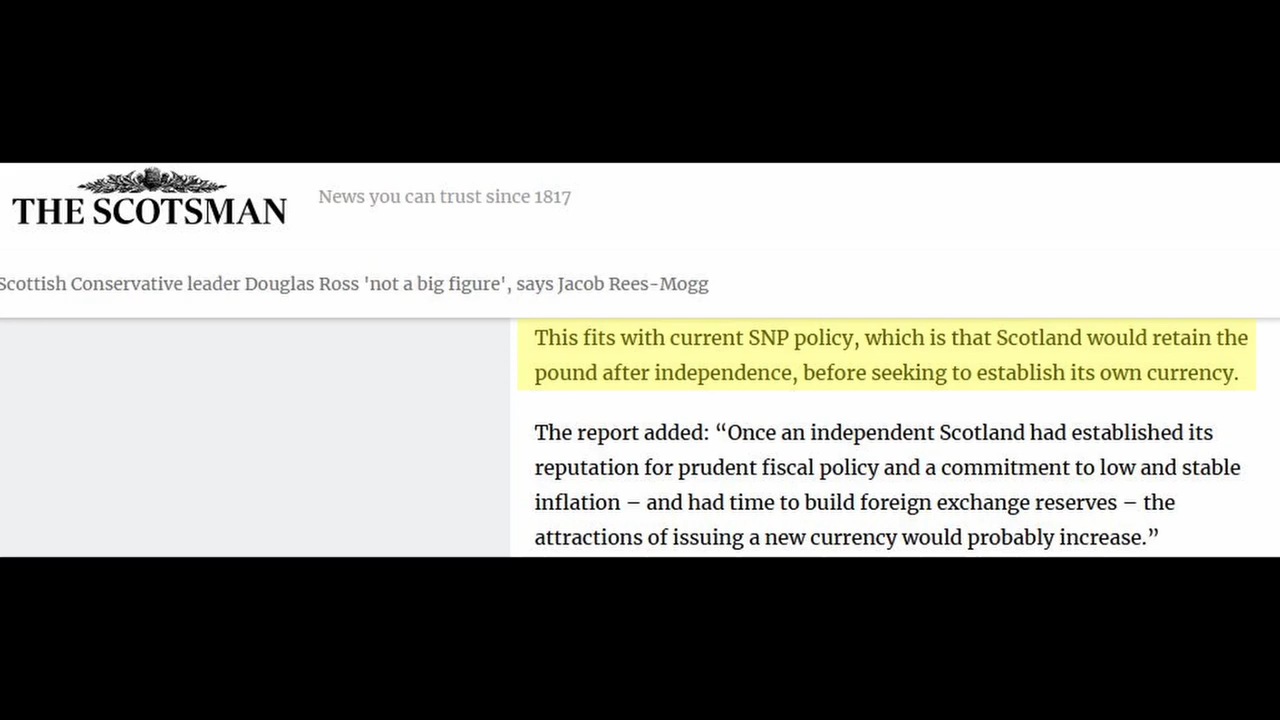 THE SCOTSMAN
News you can trust since 1817
Scottish Conservative leader Douglas Ross 'not a big figure', says Jacob Rees-Mogg
This fits with current SNP policy, which is that Scotland would retain the
pound after independence, before seeking to establish its own currency.
The report added: “Once an independent Scotland had established its
reputation for prudent fiscal policy and a commitment to low and stable
inflation – and had time to build foreign exchange reserves – the
attractions of issuing a new currency would probably increase.”